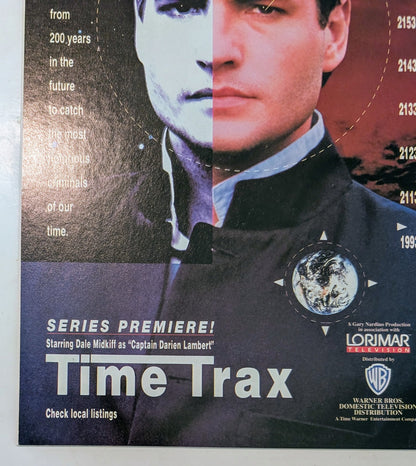 from
200 years
in the
future
to catch
the most
notorious
criminals
of our
time.
2153
2143
2133
2123
2113
1993
SERIES PREMIERE!
Starring Dale Midkiff as "Captain Darien Lambert"
Time Trax
Check local listings
A Gary Nardino Production
in association with
LORIMAR
TELEVISION
Distributed by
WB
WARNER BROS.
DOMESTIC TELEVISION
DISTRIBUTION
A Time Warner Entertainment Comp